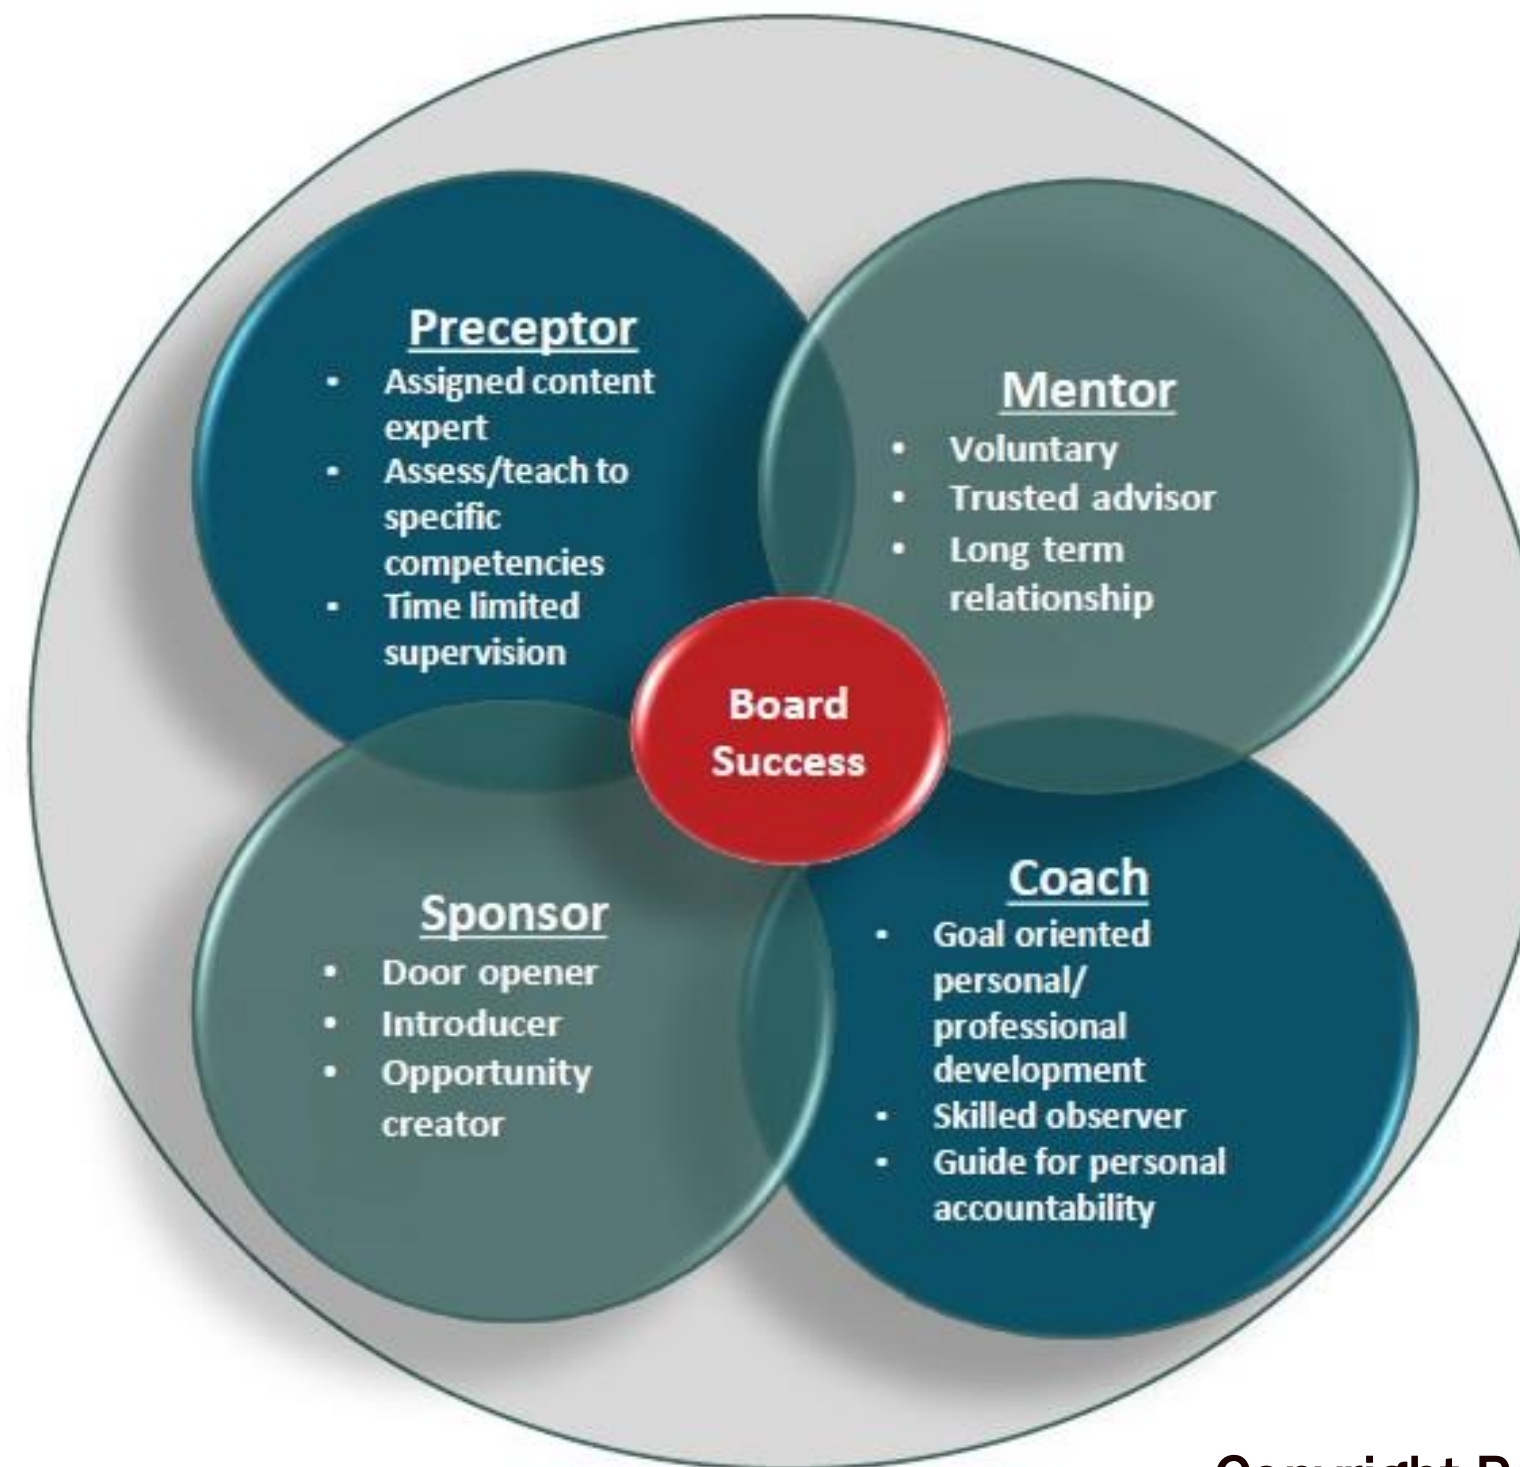 Preceptor
• Assigned content
expert
• Assess/teach to
specific
competencies
• Time limited
supervision
Mentor
• Voluntary
• Trusted advisor
• Long term
relationship
Board
Success
Sponsor
• Door opener
• Introducer
• Opportunity
creator
Coach
• Goal oriented
personal/
professional
development
• Skilled observer
• Guide for personal
accountability